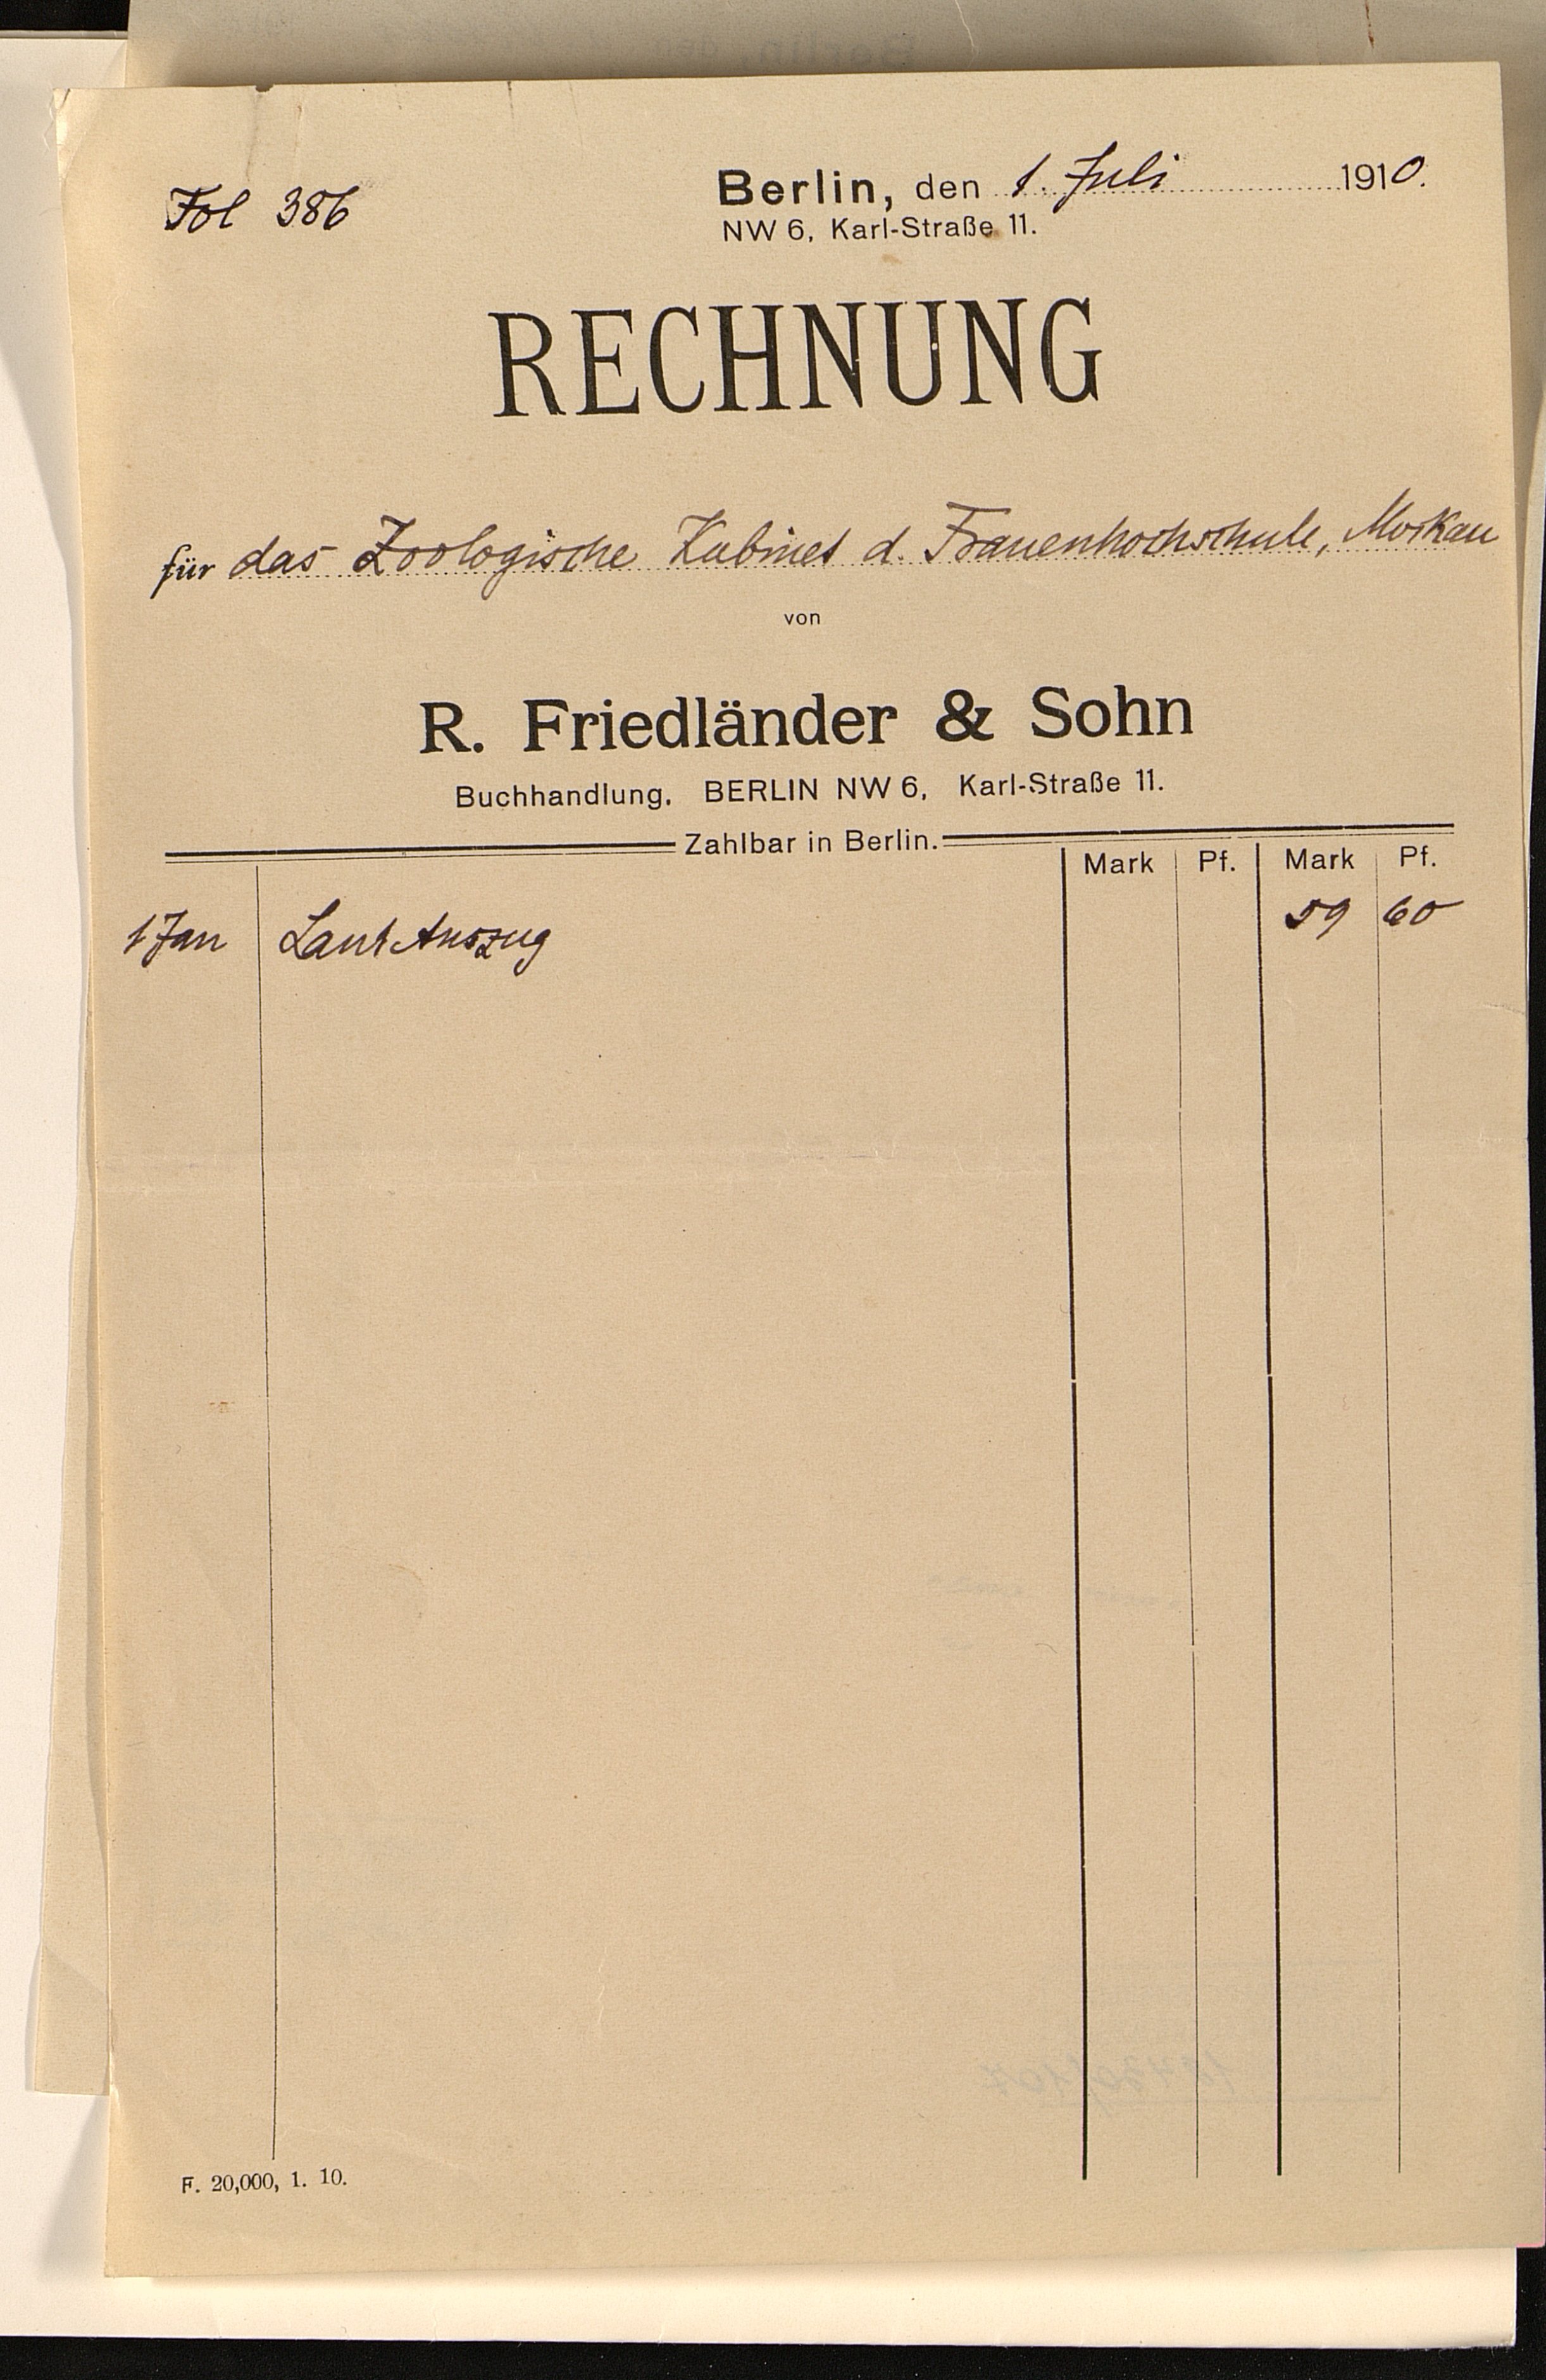 Fol 386
Berlin, den 1. Juli 1910.
NW 6, Karl-Straße 11.
RECHNUNG
für das Zoologische Kabinet d. Frauenhochschule, Moskau
von
R. Friedländer & Sohn
Buchhandlung, BERLIN NW 6, Karl-Straße 11.
Zahlbar in Berlin.
Mark Pf. Mark Pf.
1 Jan Laut Auszug 59 60
F. 20,000, 1. 10.